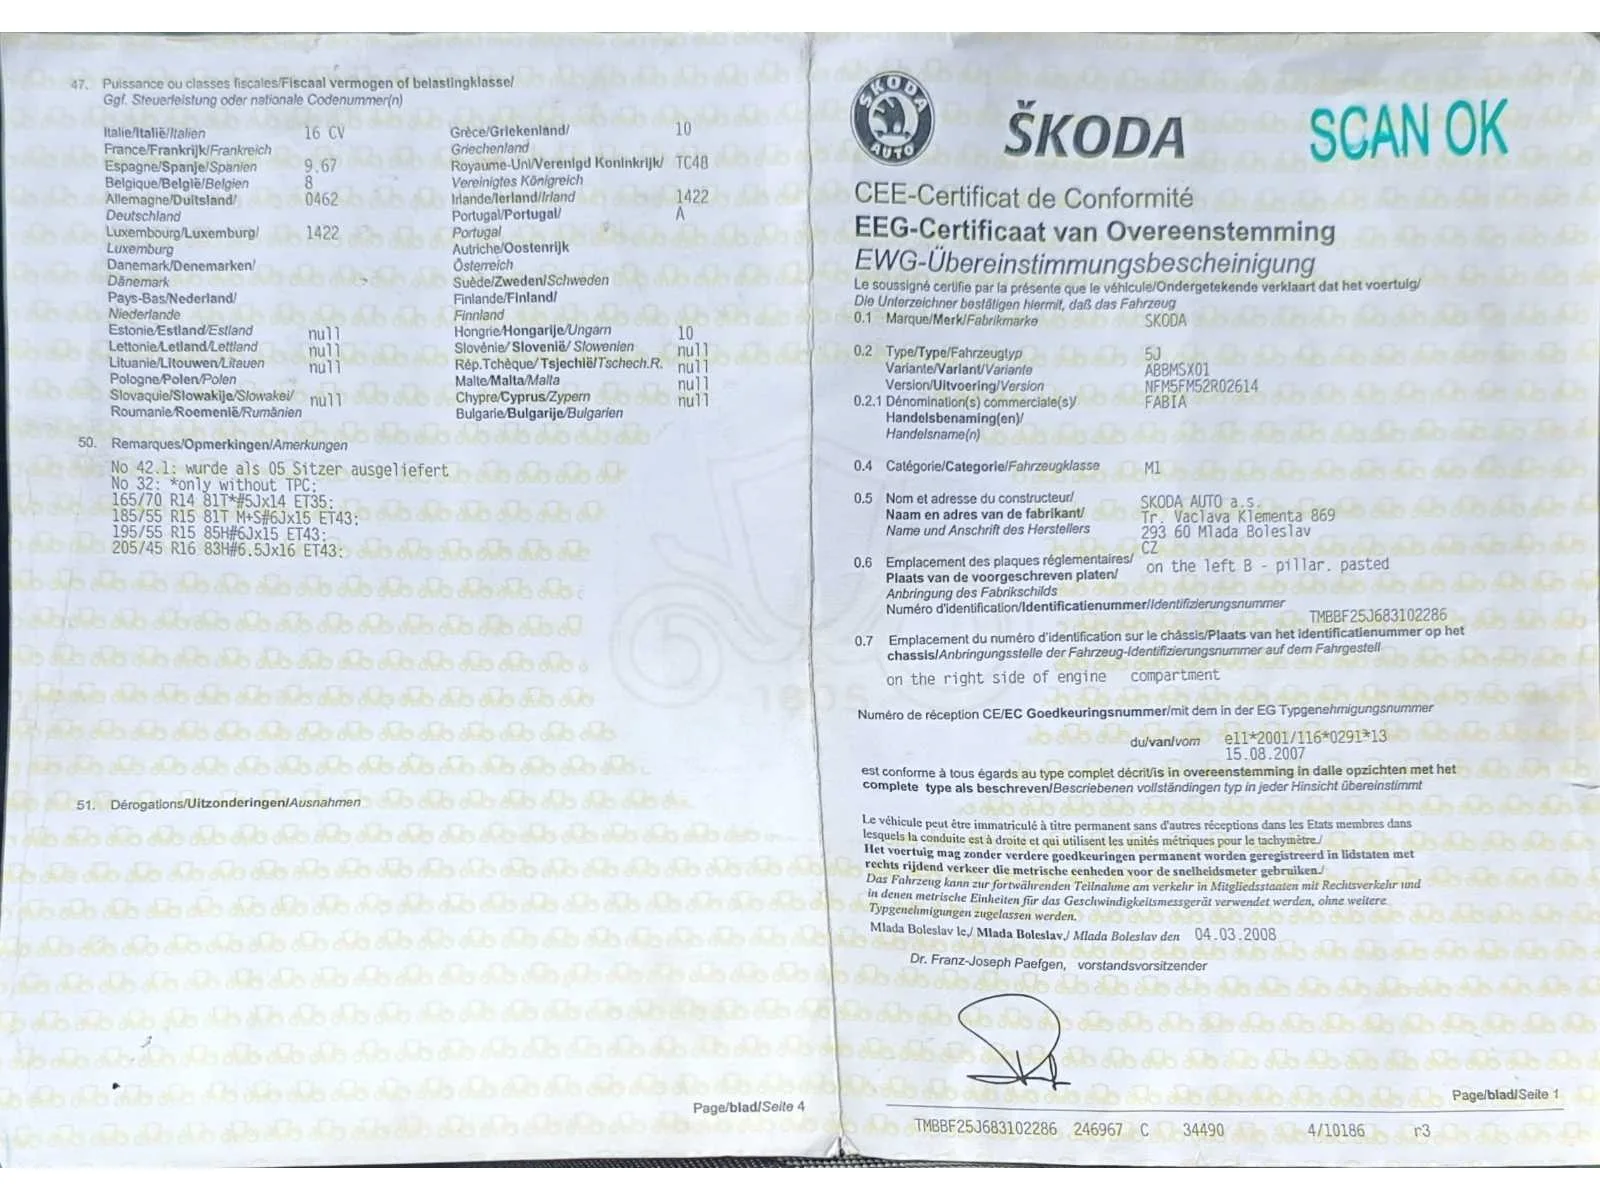 47. Puissance ou classes fiscales/Fiscaal vermogen of belastingklasse/
Ggf. Steuerleistung oder nationale Codenummer(n)
Italie/Italië/Italien 16 CV
France/Frankrijk/Frankreich
Espagne/Spanje/Spanien 9,67
Belgique/België/Belgien 8
Allemagne/Duitsland/ 0462
Deutschland
Luxembourg/Luxemburg/ 1422
Luxemburg
Danemark/Denemarken/
Dänemark
Pays-Bas/Nederland/
Niederlande
Estonie/Estland/Estland null
Lettonie/Letland/Lettland null
Lituanie/Litouwen/Litauen null
Pologne/Polen/Polen
Slovaquie/Slowakije/Slowakei/ null
Roumanie/Roemenië/Rumänien
Grèce/Griekenland/ 10
Griechenland
Royaume-Uni/Verenigd Koninkrijk/ TC48
Vereinigtes Königreich
Irlande/Ierland/Irland 1422
Portugal/Portugal/ A
Portugal
Autriche/Oostenrijk
Österreich
Suède/Zweden/Schweden
Finlande/Finland/
Finnland
Hongrie/Hongarije/Ungarn 10
Slovénie/ Slovenië/ Slowenien null
Rép.Tchèque/Tsjechië/Tschech.R. null
Malte/Malta/Malta null
Chypre/Cyprus/Zypern null
Bulgarie/Bulgarije/Bulgarien
50. Remarques/Opmerkingen/Amerkungen
No 42.1: wurde als 05 Sitzer ausgeliefert
No 32: *only without TPC;
165/70 R14 81T*#5Jx14 ET35;
185/55 R15 81T M+S#6Jx15 ET43;
195/55 R15 85H#6Jx15 ET43;
205/45 R16 83H#6.5Jx16 ET43;
51. Dérogations/Uitzonderingen/Ausnahmen
1895
Page/blad/Seite 4
ŠKODA
AUTO
ŠKODA
SCAN OK
CEE-Certificat de Conformité
EEG-Certificaat van Overeenstemming
EWG-Übereinstimmungsbescheinigung
Le soussigné certifie par la présente que le véhicule/Ondergetekende verklaart dat het voertuig/
Die Unterzeichner bestätigen hiermit, daß das Fahrzeug
0.1 Marque/Merk/Fabrikmarke SKODA
0.2 Type/Type/Fahrzeugtyp 5J
Variante/Variant/Variante ABBMSX01
Version/Uitvoering/Version NFM5FM52R02614
0.2.1 Dénomination(s) commerciale(s)/ FABIA
Handelsbenaming(en)/
Handelsname(n)
0.4 Catégorie/Categorie/Fahrzeugklasse M1
0.5 Nom et adresse du constructeur/ SKODA AUTO a.s.
Naam en adres van de fabrikant/ Tr. Vaclava Klementa 869
Name und Anschrift des Herstellers 293 60 Mlada Boleslav
CZ
0.6 Emplacement des plaques réglementaires/ on the left B - pillar. pasted
Plaats van de voorgeschreven platen/
Anbringung des Fabrikschilds
Numéro d'identification/Identificatienummer/Identifizierungsnummer
TMBBF25J683102286
0.7 Emplacement du numéro d'identification sur le châssis/Plaats van het identificatienummer op het
chassis/Anbringungsstelle der Fahrzeug-Identifizierungsnummer auf dem Fahrgestell
on the right side of engine compartment
Numéro de réception CE/EC Goedkeuringsnummer/mit dem in der EG Typgenehmigungsnummer
du/van/vom e11*2001/116*0291*13
15.08.2007
est conforme à tous égards au type complet décrit/is in overeenstemming in dalle opzichten met het
complete type als beschreven/Bescriebenen vollständingen typ in jeder Hinsicht übereinstimmt
Le véhicule peut être immatriculé à titre permanent sans d'autres réceptions dans les Etats membres dans
lesquels la conduite est à droite et qui utilisent les unités métriques pour le tachymètre./
Het voertuig mag zonder verdere goedkeuringen permanent worden geregistreerd in lidstaten met
rechts rijdend verkeer die metrische eenheden voor de snelheidsmeter gebruiken./
Das Fahrzeug kann zur fortwährenden Teilnahme am verkehr in Mitgliedsstaaten mit Rechtsverkehr und
in denen metrische Einheiten für das Geschwindigkeitsmessgerät verwendet werden, ohne weitere
Typgenehmigungen zugelassen werden.
Mlada Boleslav le,/ Mlada Boleslav,/ Mlada Boleslav den 04.03.2008
Dr. Franz-Joseph Paefgen, vorstandsvorsitzender
Page/blad/Seite 1
TMBBF25J683102286 246967 C 34490 4/10186 r3